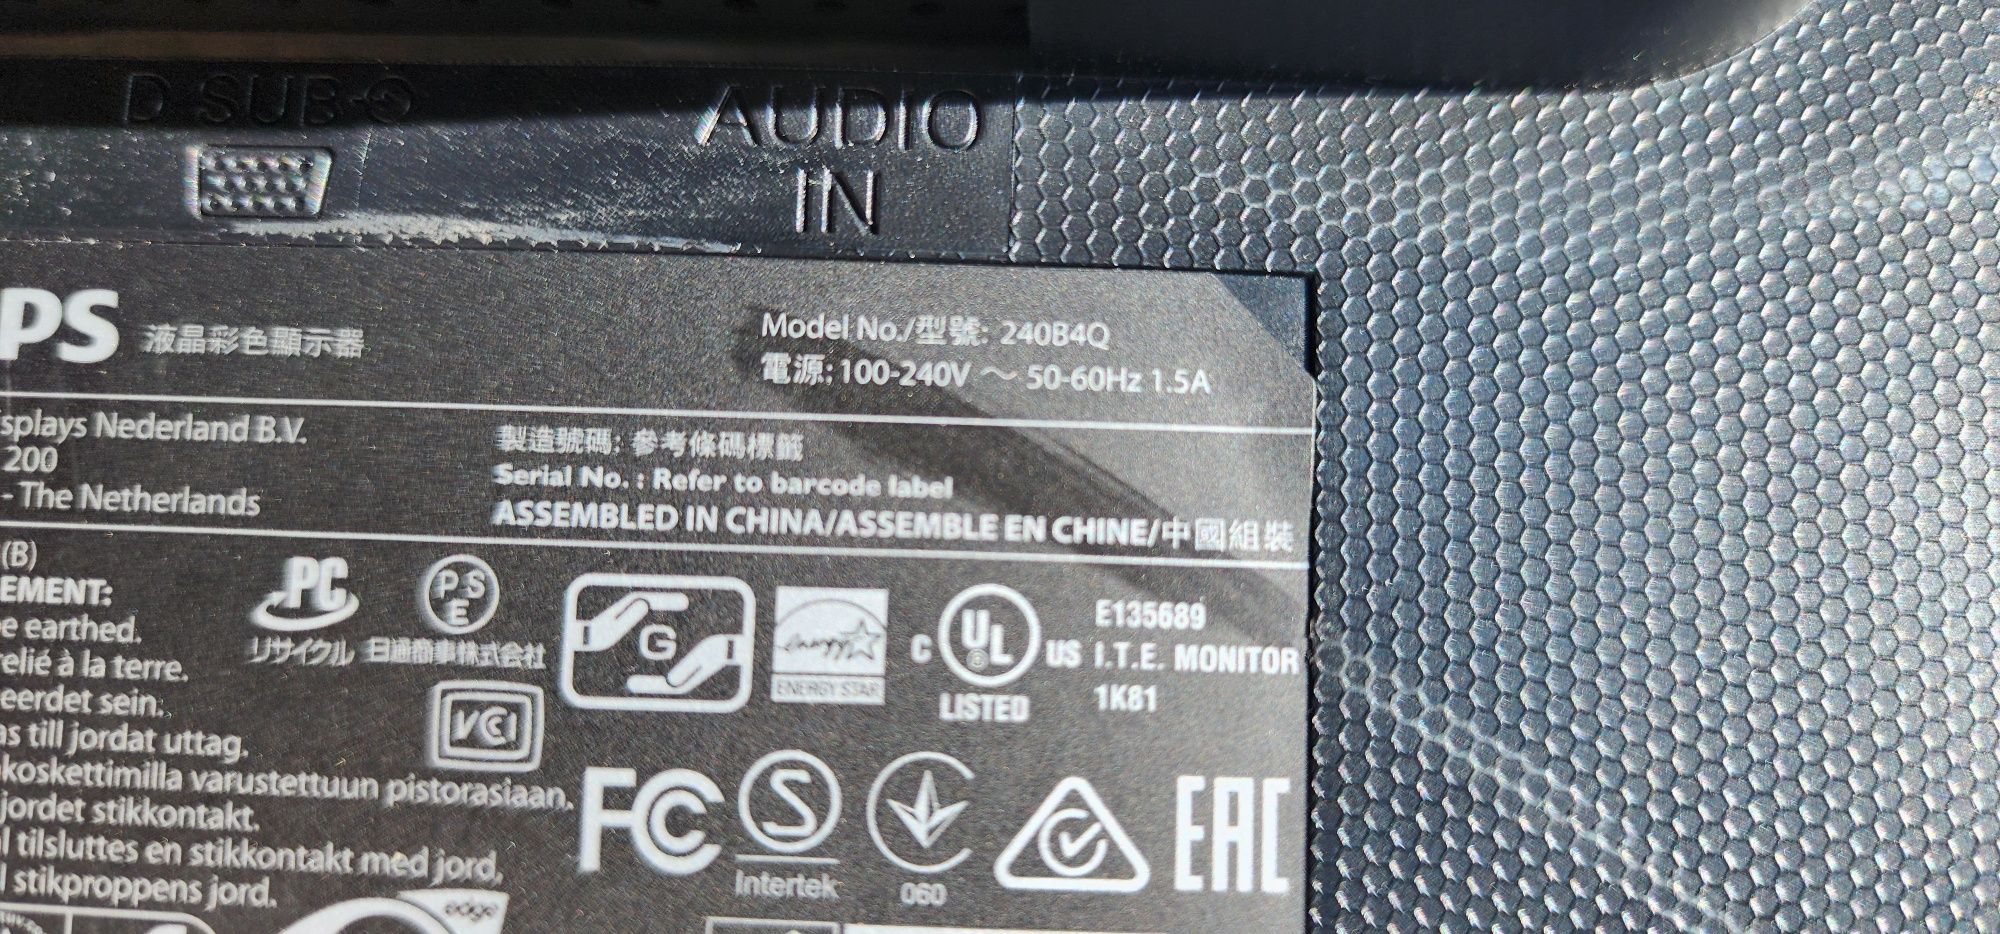 D-SUB
AUDIO
IN
PS 液晶彩色顯示器
Model No./型號: 240B4Q
電源: 100-240V ～ 50-60Hz 1.5A
splays Nederland B.V.
200
- The Netherlands
製造號碼: 參考條碼標籤
Serial No. : Refer to barcode label
ASSEMBLED IN CHINA/ASSEMBLE EN CHINE/中國組裝
(B)
EMENT:
e earthed.
relié à la terre.
eerdet sein.
as till jordat uttag.
koskettimilla varustettuun pistorasiaan.
jordet stikkontakt.
l tilsluttes en stikkontakt med jord,
l stikproppens jord.
PC
リサイクル
PS
E
日通商事株式会社
VCCI
G
ENERGY STAR
C UL US
LISTED
E135689
I.T.E. MONITOR
1K81
FC
S
Intertek
060
EAC
edge